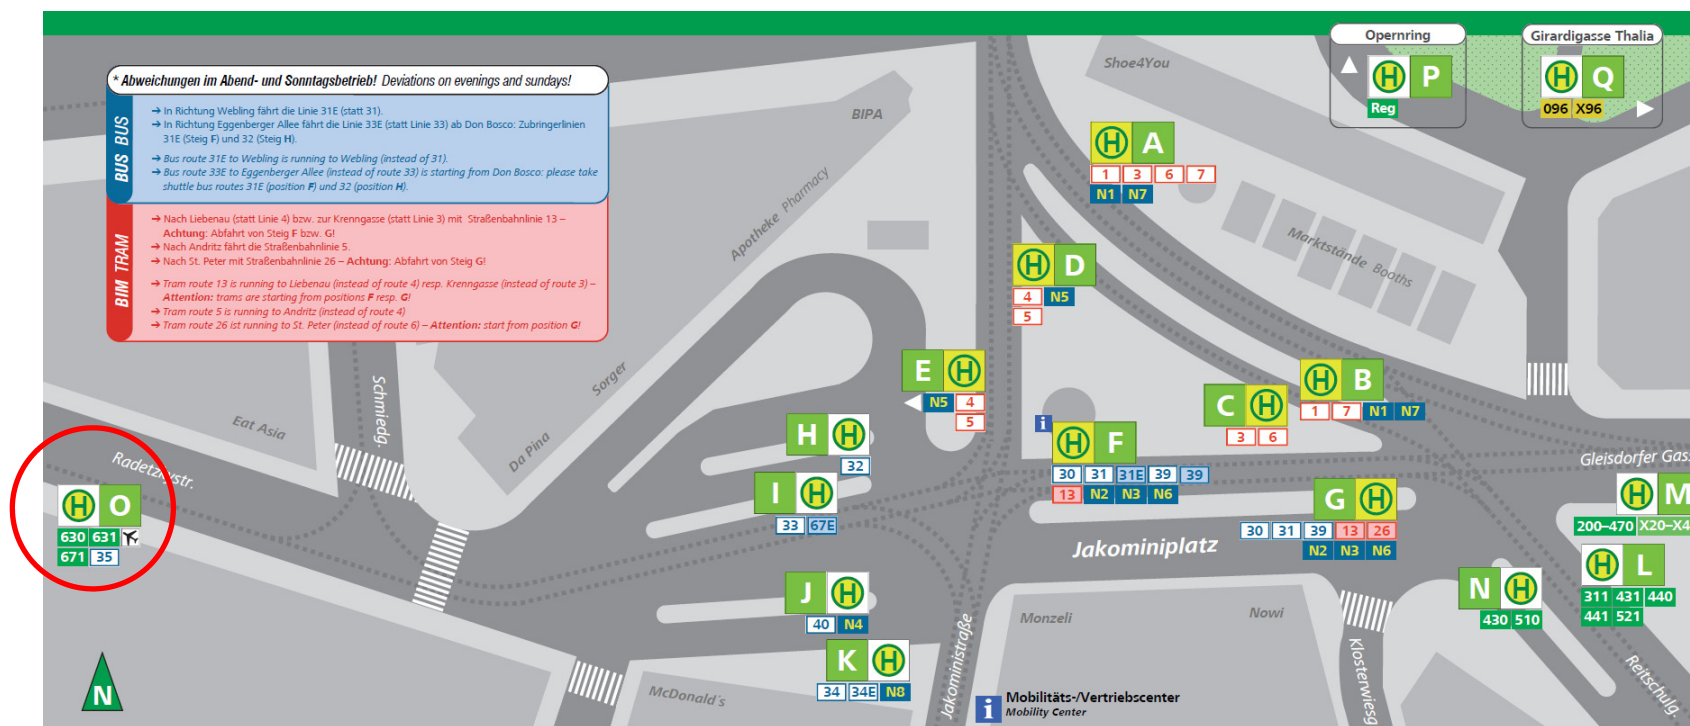 Opernring
H P
Reg
Girardigasse Thalia
H Q
096 X96
* Abweichungen im Abend- und Sonntagsbetrieb! Deviations on evenings and sundays!
BUS BUS
→ In Richtung Webling fährt die Linie 31E (statt 31).
→ In Richtung Eggenberger Allee fährt die Linie 33E (statt Linie 33) ab Don Bosco: Zubringerlinien
31E (Steig F) und 32 (Steig H).
→ Bus route 31E to Webling is running to Webling (instead of 31).
→ Bus route 33E to Eggenberger Allee (instead of route 33) is starting from Don Bosco: please take
shuttle bus routes 31E (position F) und 32 (position H).
BIM TRAM
→ Nach Liebenau (statt Linie 4) bzw. zur Krenngasse (statt Linie 3) mit Straßenbahnlinie 13 –
Achtung: Abfahrt von Steig F bzw. G!
→ Nach Andritz fährt die Straßenbahnlinie 5.
→ Nach St. Peter mit Straßenbahnlinie 26 – Achtung: Abfahrt von Steig G!
→ Tram route 13 is running to Liebenau (instead of route 4) resp. Krenngasse (instead of route 3) –
Attention: trams are starting from positions F resp. G!
→ Tram route 5 is running to Andritz (instead of route 4)
→ Tram route 26 ist running to St. Peter (instead of route 6) – Attention: start from position G!
Shoe4You
BIPA
H A
1 3 6 7
N1 N7
Apotheke Pharmacy
Marktstände Booths
H D
4 N5
5
Sorger
Schmiedg.
E H
N5 4
5
H B
1 7 N1 N7
C H
3 6
Eat Asia
Da Pina
H H
32
i
H F
30 31 31E 39 39
13 N2 N3 N6
Radetzkystr.
Gleisdorfer Gass
H O
630 631
671 35
I H
33 67E
G H
30 31 39 13 26
N2 N3 N6
H M
200–470 X20–X4
Jakominiplatz
J H
40 N4
H L
311 431 440
441 521
N H
430 510
Monzeli
Nowi
K H
34 34E N8
Jakoministraße
Klosterwiesg
Reitschulg.
McDonald´s
N
i Mobilitäts-/Vertriebscenter
Mobility Center